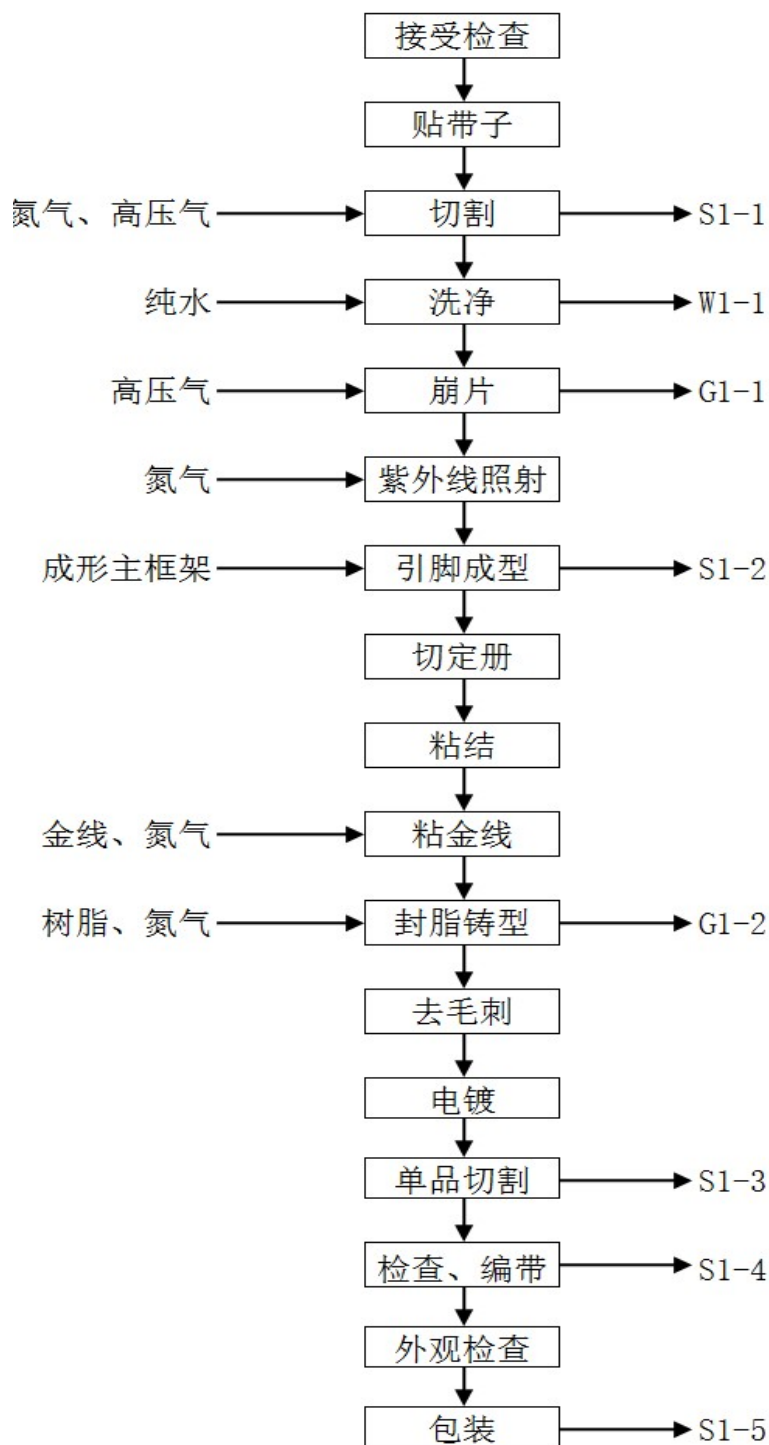 接受检查
贴带子
氮气、高压气 切割 S1-1
纯水 洗净 W1-1
高压气 崩片 G1-1
氮气 紫外线照射
成形主框架 引脚成型 S1-2
切定册
粘结
金线、氮气 粘金线
树脂、氮气 封脂铸型 G1-2
去毛刺
电镀
单品切割 S1-3
检查、编带 S1-4
外观检查
包装 S1-5